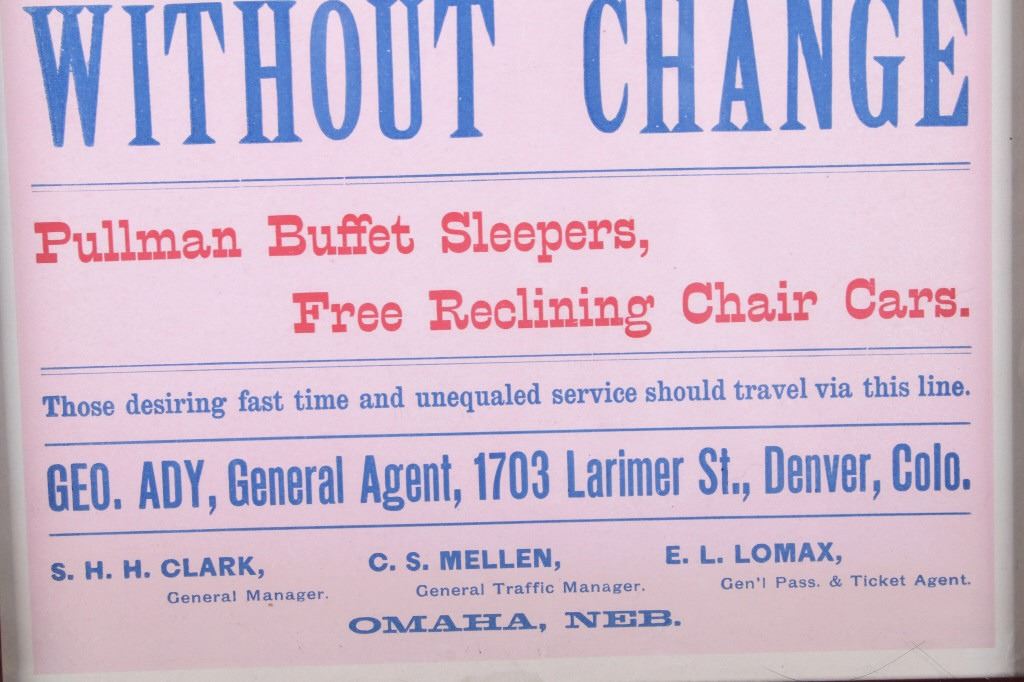 WITHOUT CHANGE
Pullman Buffet Sleepers,
Free Reclining Chair Cars.
Those desiring fast time and unequaled service should travel via this line.
GEO. ADY, General Agent, 1703 Larimer St., Denver, Colo.
S. H. H. CLARK, C. S. MELLEN, E. L. LOMAX,
General Manager. General Traffic Manager. Gen'l Pass. & Ticket Agent.
OMAHA, NEB.